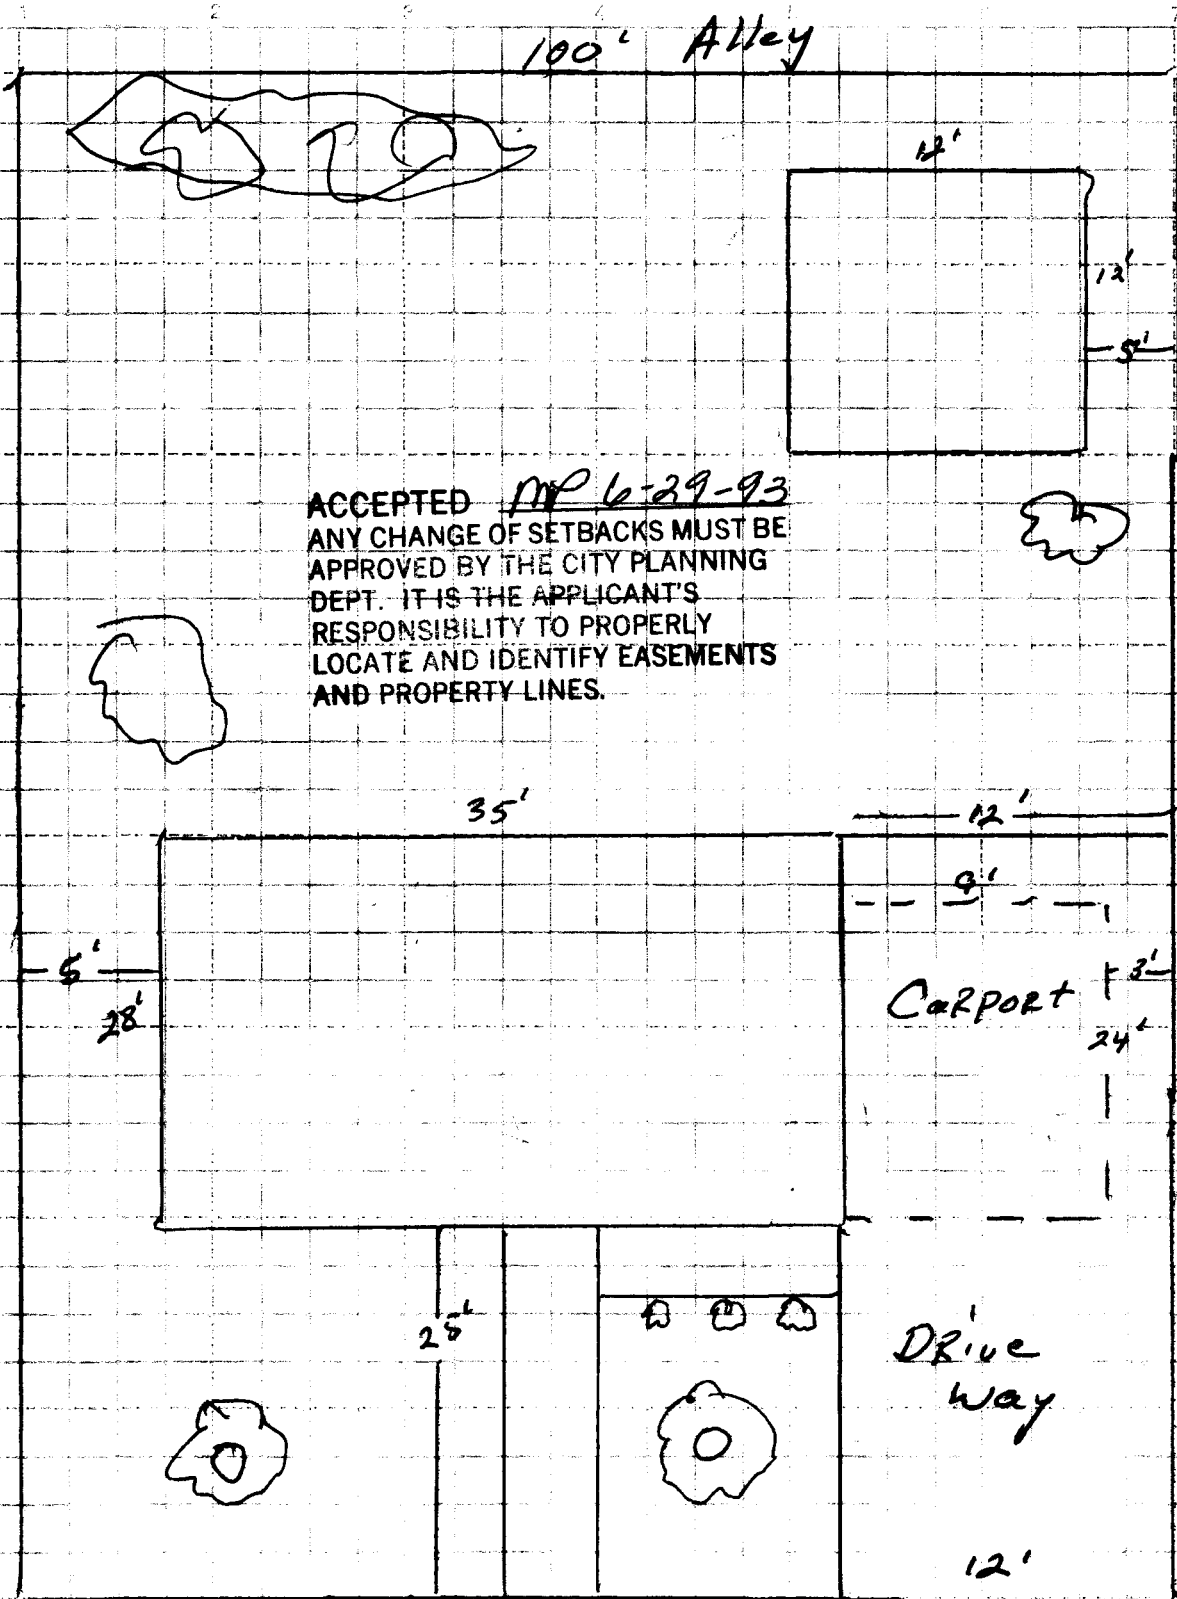 100' Alley
12'
12'
5'
ACCEPTED MP 6-29-93
ANY CHANGE OF SETBACKS MUST BE
APPROVED BY THE CITY PLANNING
DEPT. IT IS THE APPLICANT'S
RESPONSIBILITY TO PROPERLY
LOCATE AND IDENTIFY EASEMENTS
AND PROPERTY LINES.
35'
12'
9'
5'
28'
Carport
3'
24'
25'
Drive
way
12'